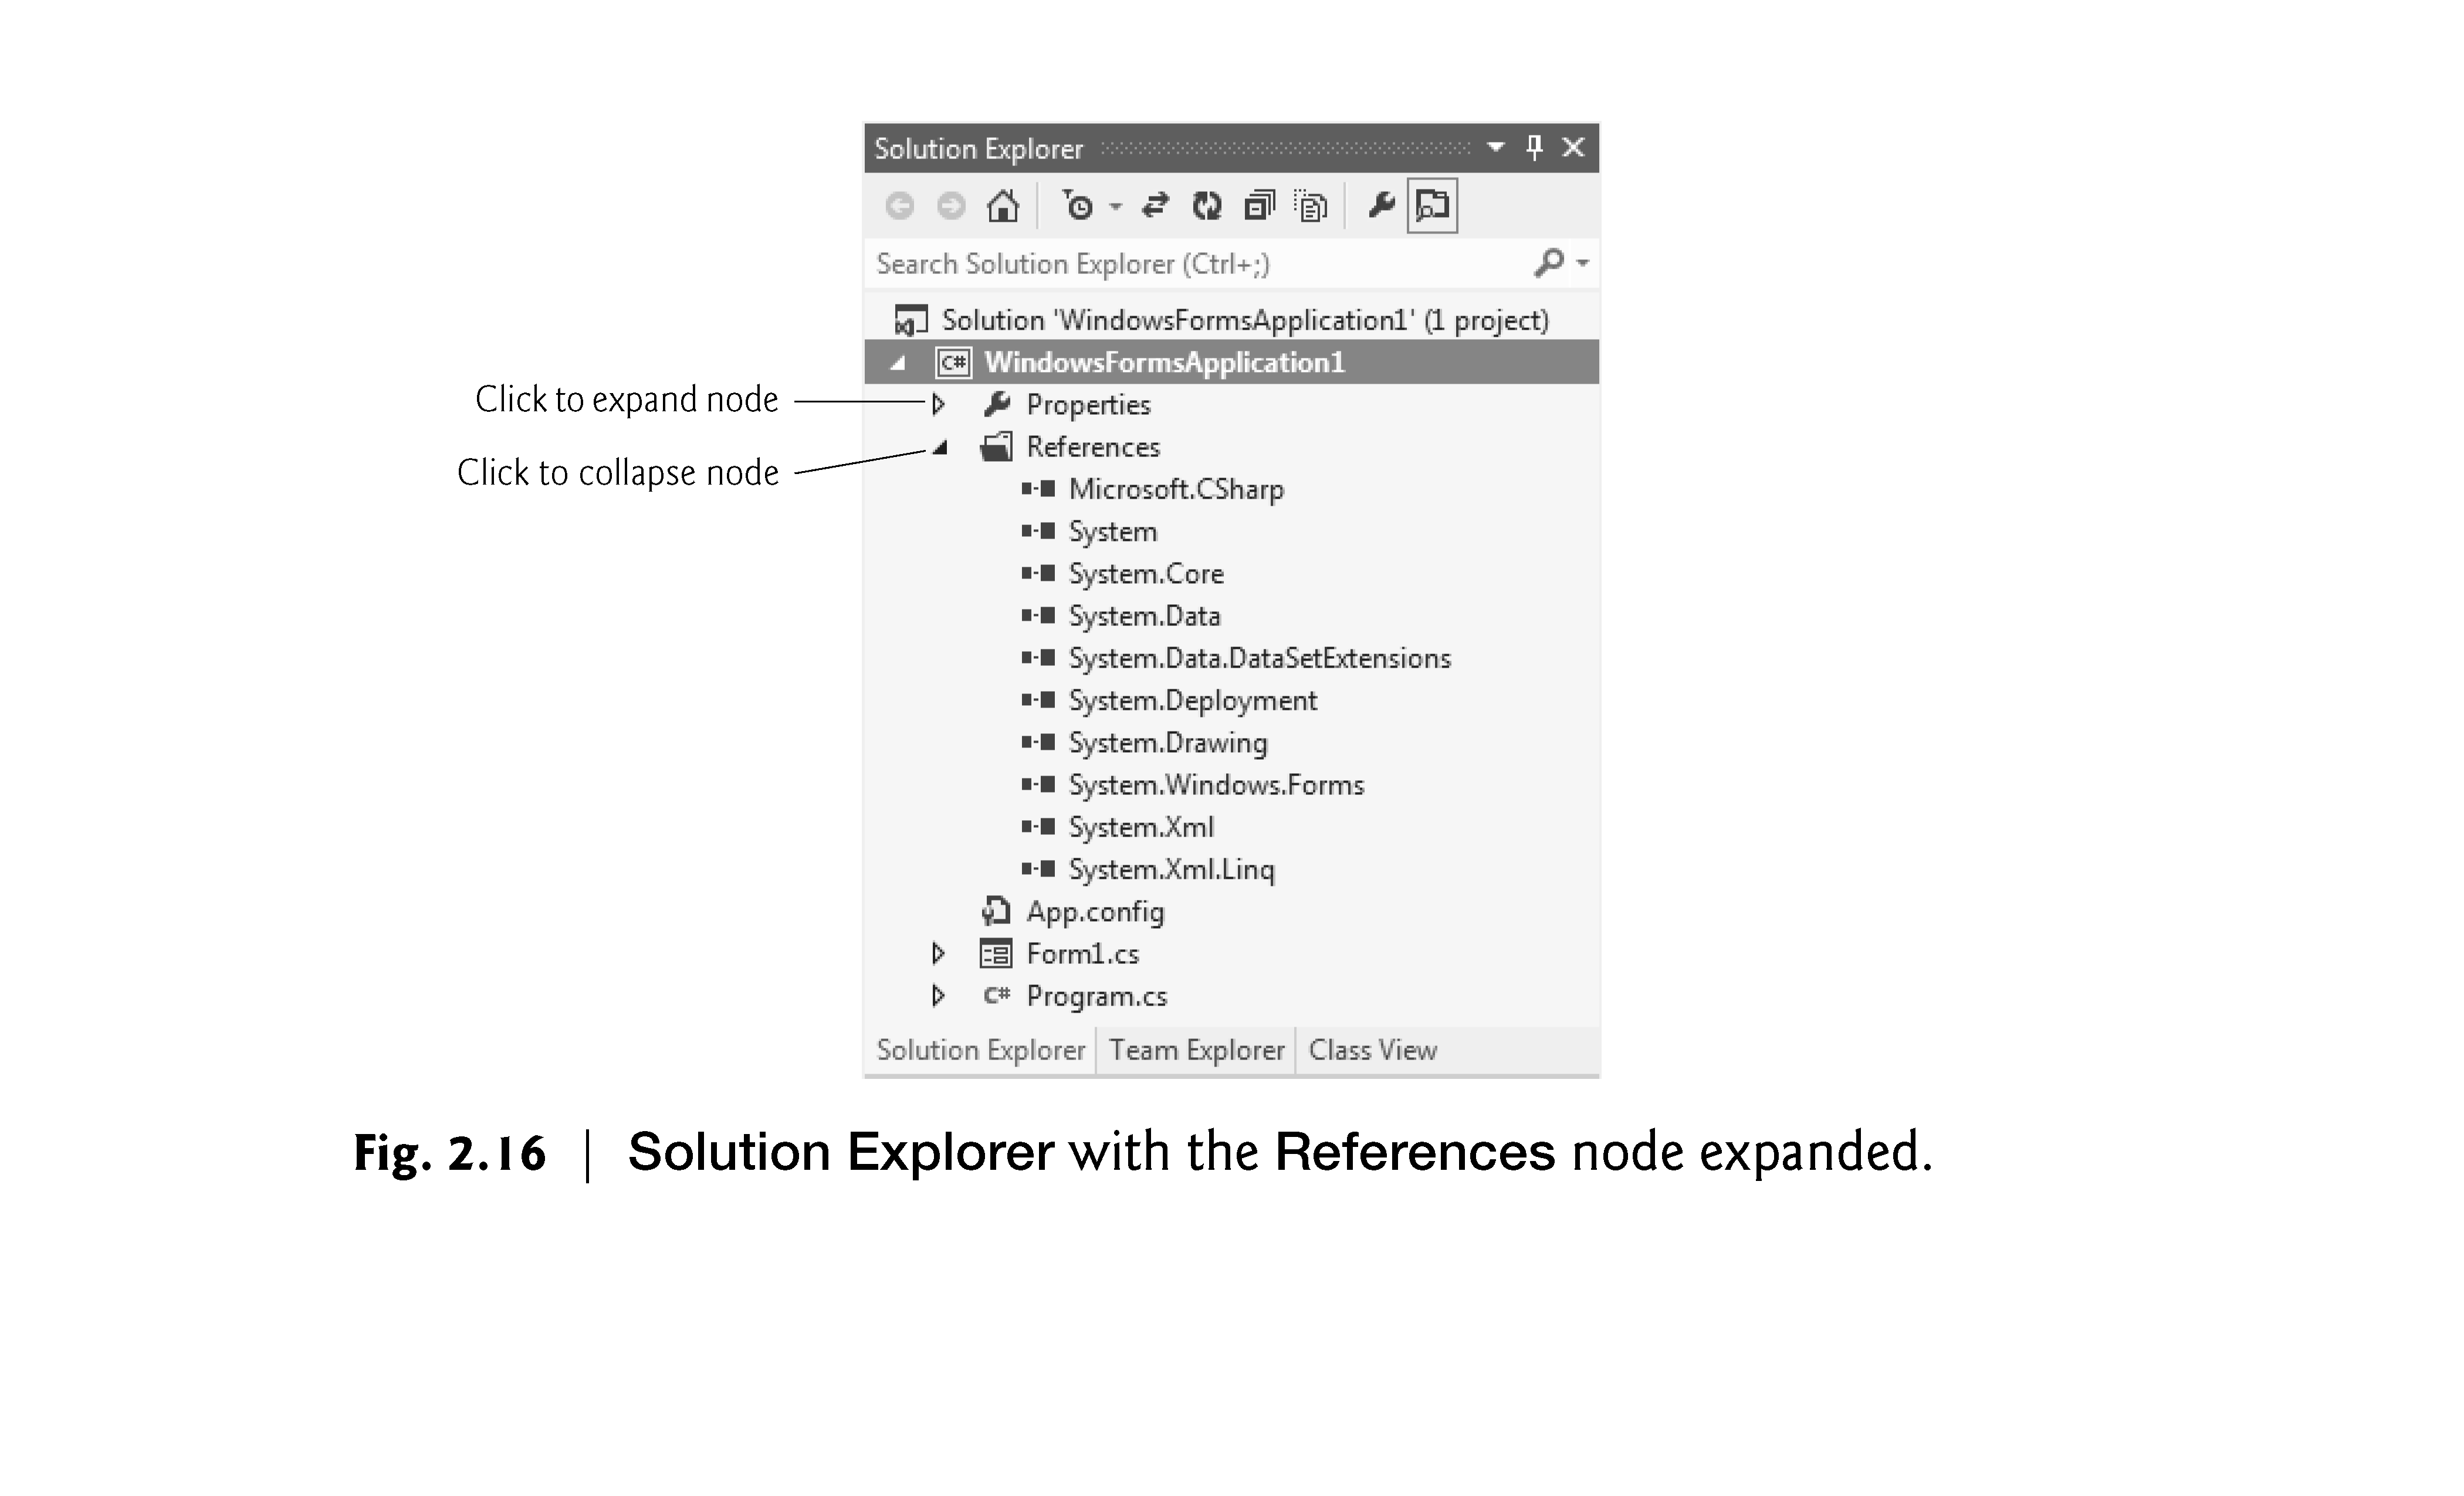 Solution Explorer
Search Solution Explorer (Ctrl+;)
Solution 'WindowsFormsApplication1' (1 project)
C# WindowsFormsApplication1
Click to expand node
Properties
References
Click to collapse node
Microsoft.CSharp
System
System.Core
System.Data
System.Data.DataSetExtensions
System.Deployment
System.Drawing
System.Windows.Forms
System.Xml
System.Xml.Linq
App.config
Form1.cs
C# Program.cs
Solution Explorer Team Explorer Class View
Fig. 2.16 | Solution Explorer with the References node expanded.